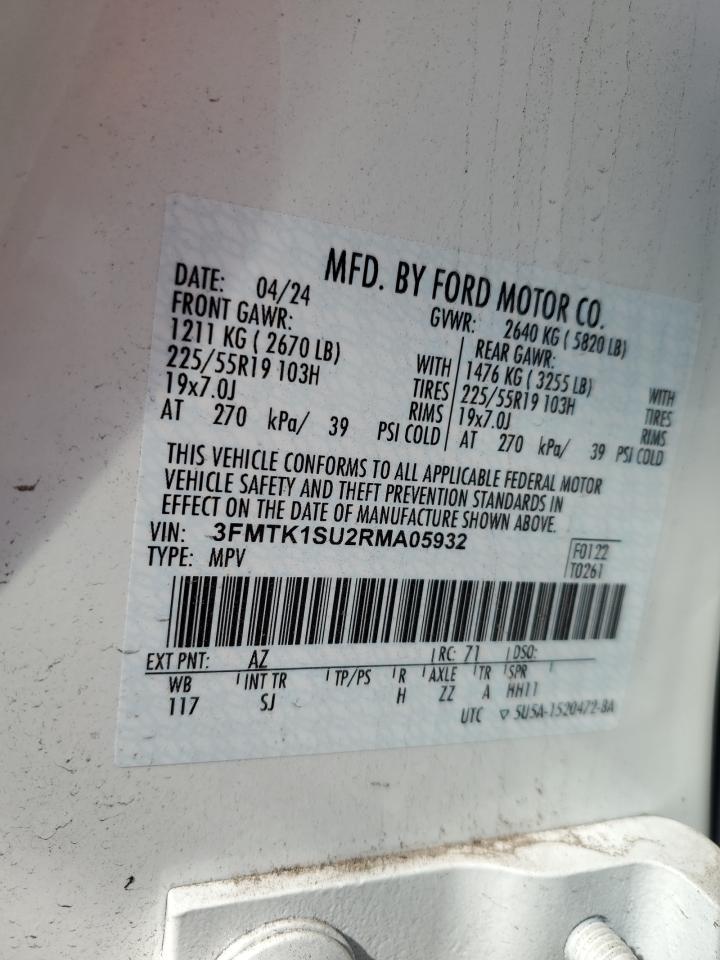 MFD. BY FORD MOTOR CO.
DATE: 04/24 GVWR: 2640 KG ( 5820 LB)
FRONT GAWR: REAR GAWR:
1211 KG ( 2670 LB) WITH 1476 KG ( 3255 LB) WITH
225/55R19 103H TIRES 225/55R19 103H TIRES
19x7.0J RIMS 19x7.0J RIMS
AT 270 kPa/ 39 PSI COLD AT 270 kPa/ 39 PSI COLD
THIS VEHICLE CONFORMS TO ALL APPLICABLE FEDERAL MOTOR
VEHICLE SAFETY AND THEFT PREVENTION STANDARDS IN
EFFECT ON THE DATE OF MANUFACTURE SHOWN ABOVE.
VIN: 3FMTK1SU2RMA05932
TYPE: MPV
F0122
T0261
EXT PNT: AZ RC: 71 DSO:
WB INT TR TP/PS R AXLE TR SPR
117 SJ H ZZ A HH11
UTC ▽ 5U5A-1520472-BA